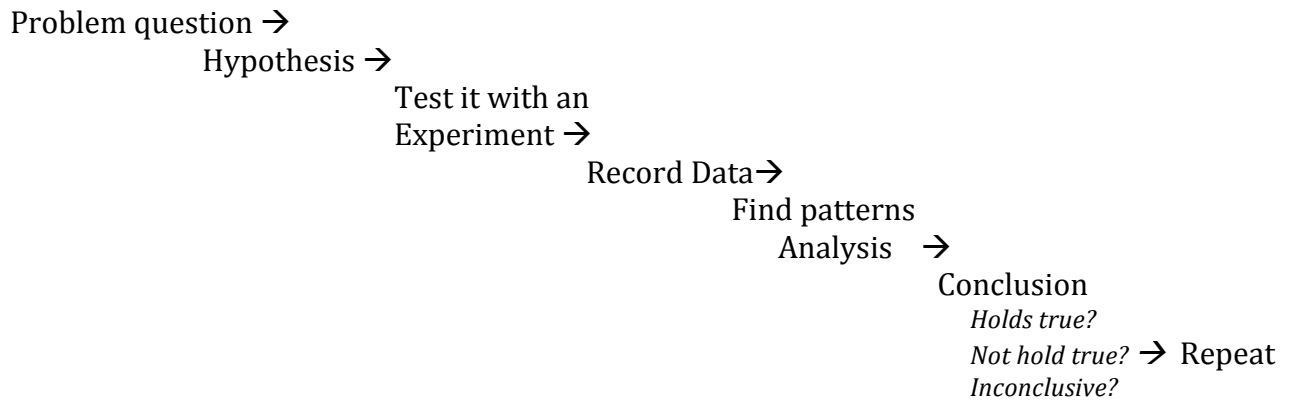 Problem question →
Hypothesis →
Test it with an
Experiment →
Record Data→
Find patterns
Analysis →
Conclusion
Holds true?
Not hold true? → Repeat
Inconclusive?